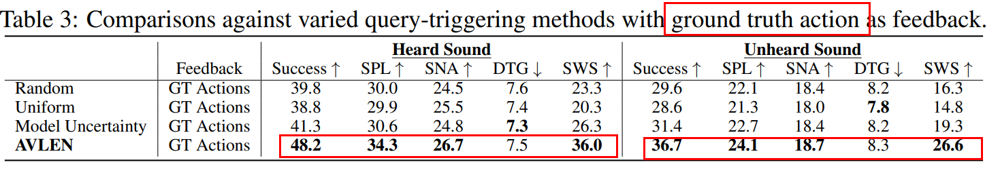 Table 3: Comparisons against varied query-triggering methods with ground truth action as feedback.
Heard Sound Unheard Sound
Feedback Success ↑ SPL ↑ SNA ↑ DTG ↓ SWS ↑ Success ↑ SPL ↑ SNA ↑ DTG ↓ SWS ↑
Random GT Actions 39.8 30.0 24.5 7.6 23.3 29.6 22.1 18.4 8.2 16.3
Uniform GT Actions 38.8 29.9 25.5 7.4 20.3 28.6 21.3 18.0 7.8 14.8
Model Uncertainty GT Actions 41.3 30.6 24.8 7.3 26.3 31.4 22.7 18.4 8.2 19.3
AVLEN GT Actions 48.2 34.3 26.7 7.5 36.0 36.7 24.1 18.7 8.3 26.6